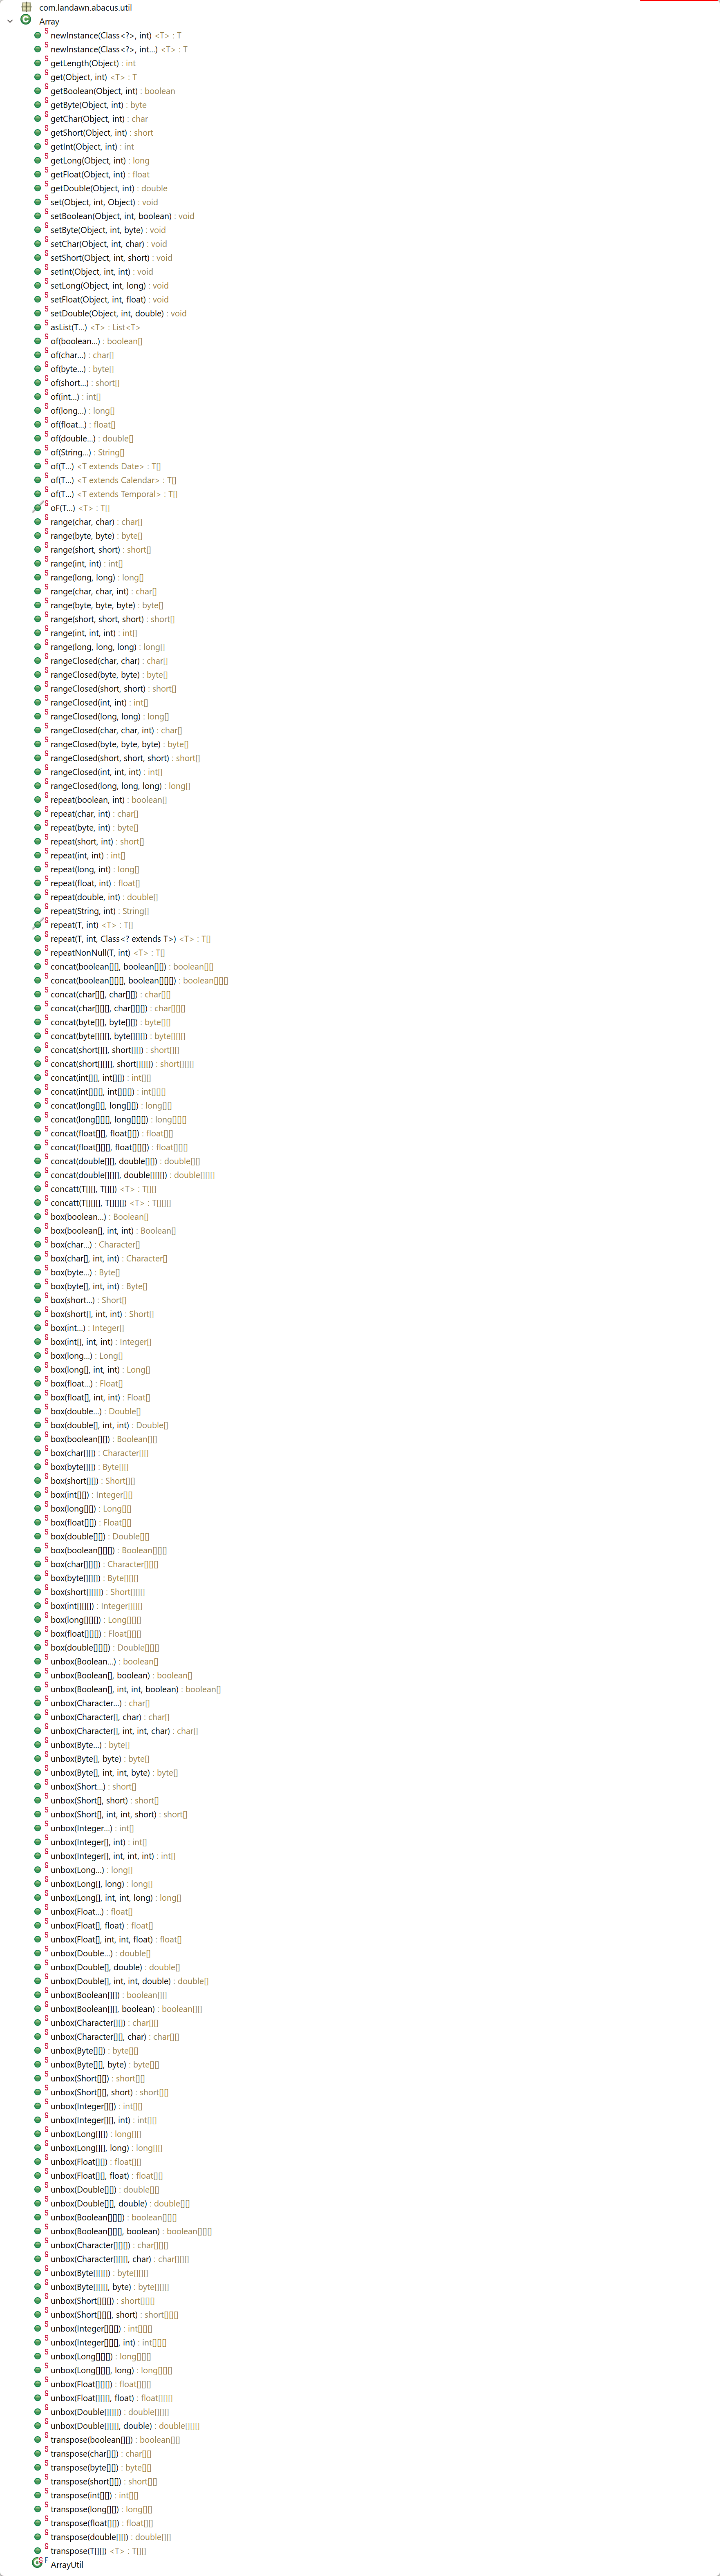 com.landawn.abacus.util
Array
newInstance(Class<?>, int) <T> : T
newInstance(Class<?>, int...) <T> : T
getLength(Object) : int
get(Object, int) <T> : T
getBoolean(Object, int) : boolean
getByte(Object, int) : byte
getChar(Object, int) : char
getShort(Object, int) : short
getInt(Object, int) : int
getLong(Object, int) : long
getFloat(Object, int) : float
getDouble(Object, int) : double
set(Object, int, Object) : void
setBoolean(Object, int, boolean) : void
setByte(Object, int, byte) : void
setChar(Object, int, char) : void
setShort(Object, int, short) : void
setInt(Object, int, int) : void
setLong(Object, int, long) : void
setFloat(Object, int, float) : void
setDouble(Object, int, double) : void
asList(T...) <T> : List<T>
of(boolean...) : boolean[]
of(char...) : char[]
of(byte...) : byte[]
of(short...) : short[]
of(int...) : int[]
of(long...) : long[]
of(float...) : float[]
of(double...) : double[]
of(String...) : String[]
of(T...) <T extends Date> : T[]
of(T...) <T extends Calendar> : T[]
of(T...) <T extends Temporal> : T[]
oF(T...) <T> : T[]
range(char, char) : char[]
range(byte, byte) : byte[]
range(short, short) : short[]
range(int, int) : int[]
range(long, long) : long[]
range(char, char, int) : char[]
range(byte, byte, byte) : byte[]
range(short, short, short) : short[]
range(int, int, int) : int[]
range(long, long, long) : long[]
rangeClosed(char, char) : char[]
rangeClosed(byte, byte) : byte[]
rangeClosed(short, short) : short[]
rangeClosed(int, int) : int[]
rangeClosed(long, long) : long[]
rangeClosed(char, char, int) : char[]
rangeClosed(byte, byte, byte) : byte[]
rangeClosed(short, short, short) : short[]
rangeClosed(int, int, int) : int[]
rangeClosed(long, long, long) : long[]
repeat(boolean, int) : boolean[]
repeat(char, int) : char[]
repeat(byte, int) : byte[]
repeat(short, int) : short[]
repeat(int, int) : int[]
repeat(long, int) : long[]
repeat(float, int) : float[]
repeat(double, int) : double[]
repeat(String, int) : String[]
repeat(T, int) <T> : T[]
repeat(T, int, Class<? extends T>) <T> : T[]
repeatNonNull(T, int) <T> : T[]
concat(boolean[][], boolean[][]) : boolean[][]
concat(boolean[][][], boolean[][][]) : boolean[][][]
concat(char[][], char[][]) : char[][]
concat(char[][][], char[][][]) : char[][][]
concat(byte[][], byte[][]) : byte[][]
concat(byte[][][], byte[][][]) : byte[][][]
concat(short[][], short[][]) : short[][]
concat(short[][][], short[][][]) : short[][][]
concat(int[][], int[][]) : int[][]
concat(int[][][], int[][][]) : int[][][]
concat(long[][], long[][]) : long[][]
concat(long[][][], long[][][]) : long[][][]
concat(float[][], float[][]) : float[][]
concat(float[][][], float[][][]) : float[][][]
concat(double[][], double[][]) : double[][]
concat(double[][][], double[][][]) : double[][][]
concatt(T[][], T[][]) <T> : T[][]
concatt(T[][][], T[][][]) <T> : T[][][]
box(boolean...) : Boolean[]
box(boolean[], int, int) : Boolean[]
box(char...) : Character[]
box(char[], int, int) : Character[]
box(byte...) : Byte[]
box(byte[], int, int) : Byte[]
box(short...) : Short[]
box(short[], int, int) : Short[]
box(int...) : Integer[]
box(int[], int, int) : Integer[]
box(long...) : Long[]
box(long[], int, int) : Long[]
box(float...) : Float[]
box(float[], int, int) : Float[]
box(double...) : Double[]
box(double[], int, int) : Double[]
box(boolean[][]) : Boolean[][]
box(char[][]) : Character[][]
box(byte[][]) : Byte[][]
box(short[][]) : Short[][]
box(int[][]) : Integer[][]
box(long[][]) : Long[][]
box(float[][]) : Float[][]
box(double[][]) : Double[][]
box(boolean[][][]) : Boolean[][][]
box(char[][][]) : Character[][][]
box(byte[][][]) : Byte[][][]
box(short[][][]) : Short[][][]
box(int[][][]) : Integer[][][]
box(long[][][]) : Long[][][]
box(float[][][]) : Float[][][]
box(double[][][]) : Double[][][]
unbox(Boolean...) : boolean[]
unbox(Boolean[], boolean) : boolean[]
unbox(Boolean[], int, int, boolean) : boolean[]
unbox(Character...) : char[]
unbox(Character[], char) : char[]
unbox(Character[], int, int, char) : char[]
unbox(Byte...) : byte[]
unbox(Byte[], byte) : byte[]
unbox(Byte[], int, int, byte) : byte[]
unbox(Short...) : short[]
unbox(Short[], short) : short[]
unbox(Short[], int, int, short) : short[]
unbox(Integer...) : int[]
unbox(Integer[], int) : int[]
unbox(Integer[], int, int, int) : int[]
unbox(Long...) : long[]
unbox(Long[], long) : long[]
unbox(Long[], int, int, long) : long[]
unbox(Float...) : float[]
unbox(Float[], float) : float[]
unbox(Float[], int, int, float) : float[]
unbox(Double...) : double[]
unbox(Double[], double) : double[]
unbox(Double[], int, int, double) : double[]
unbox(Boolean[][]) : boolean[][]
unbox(Boolean[][], boolean) : boolean[][]
unbox(Character[][]) : char[][]
unbox(Character[][], char) : char[][]
unbox(Byte[][]) : byte[][]
unbox(Byte[][], byte) : byte[][]
unbox(Short[][]) : short[][]
unbox(Short[][], short) : short[][]
unbox(Integer[][]) : int[][]
unbox(Integer[][], int) : int[][]
unbox(Long[][]) : long[][]
unbox(Long[][], long) : long[][]
unbox(Float[][]) : float[][]
unbox(Float[][], float) : float[][]
unbox(Double[][]) : double[][]
unbox(Double[][], double) : double[][]
unbox(Boolean[][][]) : boolean[][][]
unbox(Boolean[][][], boolean) : boolean[][][]
unbox(Character[][][]) : char[][][]
unbox(Character[][][], char) : char[][][]
unbox(Byte[][][]) : byte[][][]
unbox(Byte[][][], byte) : byte[][][]
unbox(Short[][][]) : short[][][]
unbox(Short[][][], short) : short[][][]
unbox(Integer[][][]) : int[][][]
unbox(Integer[][][], int) : int[][][]
unbox(Long[][][]) : long[][][]
unbox(Long[][][], long) : long[][][]
unbox(Float[][][]) : float[][][]
unbox(Float[][][], float) : float[][][]
unbox(Double[][][]) : double[][][]
unbox(Double[][][], double) : double[][][]
transpose(boolean[][]) : boolean[][]
transpose(char[][]) : char[][]
transpose(byte[][]) : byte[][]
transpose(short[][]) : short[][]
transpose(int[][]) : int[][]
transpose(long[][]) : long[][]
transpose(float[][]) : float[][]
transpose(double[][]) : double[][]
transpose(T[][]) <T> : T[][]
ArrayUtil